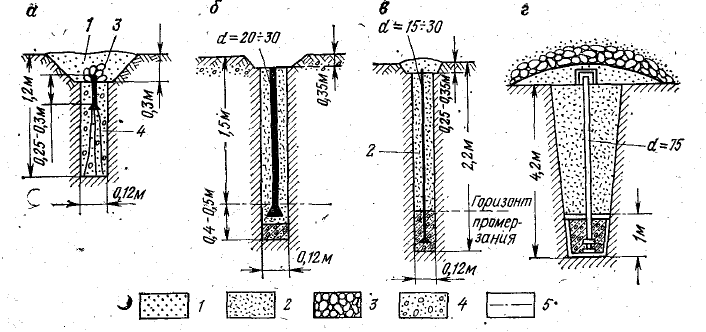 а
б
в
г
1
3
d=20÷30
d=15÷30
1,2м
0,25-0,3м
0,3м
4
0,12м
0,35м
1,5м
0,4-0,5м
0,12м
0,25-0,35м
2
2,2м
Горизонт
промер-
зания
0,12м
4,2м
d=75
1м
1
2
3
4
5